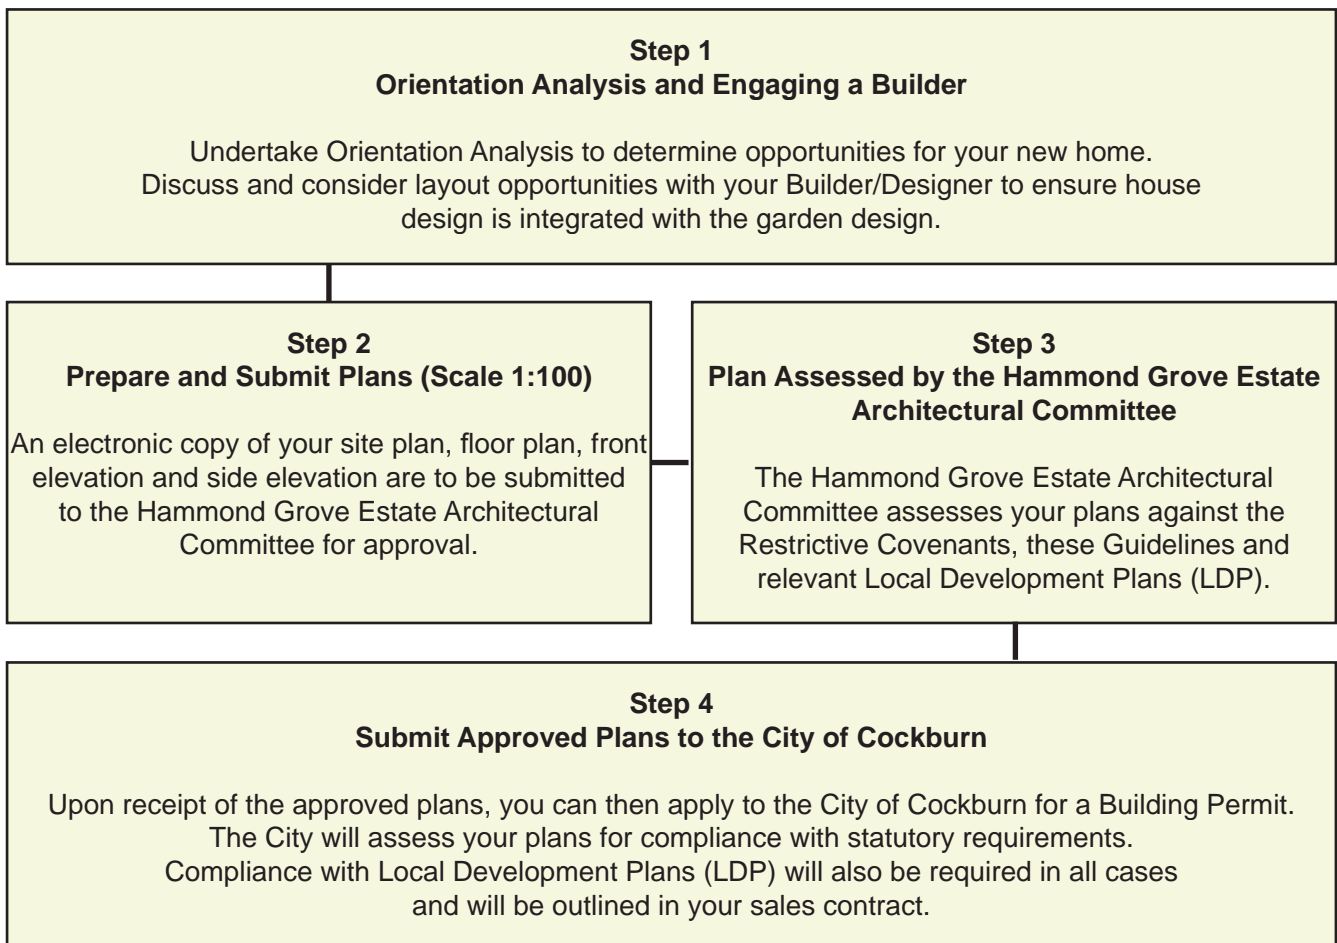 Step 1
Orientation Analysis and Engaging a Builder
Undertake Orientation Analysis to determine opportunities for your new home.
Discuss and consider layout opportunities with your Builder/Designer to ensure house
design is integrated with the garden design.
Step 2
Prepare and Submit Plans (Scale 1:100)
An electronic copy of your site plan, floor plan, front
elevation and side elevation are to be submitted
to the Hammond Grove Estate Architectural
Committee for approval.
Step 3
Plan Assessed by the Hammond Grove Estate
Architectural Committee
The Hammond Grove Estate Architectural
Committee assesses your plans against the
Restrictive Covenants, these Guidelines and
relevant Local Development Plans (LDP).
Step 4
Submit Approved Plans to the City of Cockburn
Upon receipt of the approved plans, you can then apply to the City of Cockburn for a Building Permit.
The City will assess your plans for compliance with statutory requirements.
Compliance with Local Development Plans (LDP) will also be required in all cases
and will be outlined in your sales contract.